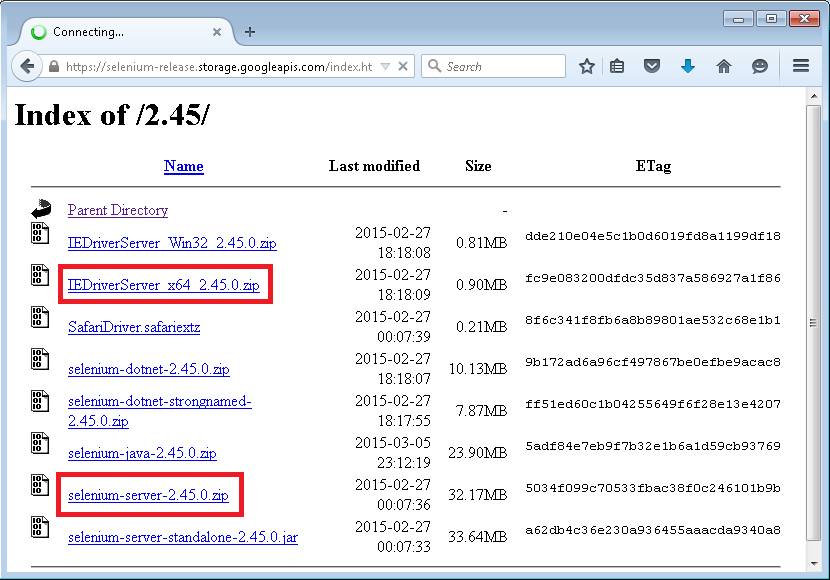 Connecting...
https://selenium-release.storage.googleapis.com/index.ht
Search
Index of /2.45/
Name Last modified Size ETag
Parent Directory -
IEDriverServer_Win32_2.45.0.zip 2015-02-27 18:18:08 0.81MB dde210e04e5c1b0d6019fd8a1199df18
IEDriverServer_x64_2.45.0.zip 2015-02-27 18:18:09 0.90MB fc9e083200dfdc35d837a586927a1f86
SafariDriver.safariextz 2015-02-27 00:07:39 0.21MB 8f6c341f8fb6a8b89801ae532c68e1b1
selenium-dotnet-2.45.0.zip 2015-02-27 18:18:07 10.13MB 9b172ad6a96cf497867be0efbe9acac8
selenium-dotnet-strongnamed-2.45.0.zip 2015-02-27 18:17:55 7.87MB ff51ed60c1b04255649f6f28e13e4207
selenium-java-2.45.0.zip 2015-03-05 23:12:19 23.90MB 5adf84e7eb9f7b32e1b6a1d59cb93769
selenium-server-2.45.0.zip 2015-02-27 00:07:36 32.17MB 5034f099c70533fbac38f0c246101b9b
selenium-server-standalone-2.45.0.jar 2015-02-27 00:07:33 33.64MB a62db4c36e230a936455aaacda9340a8